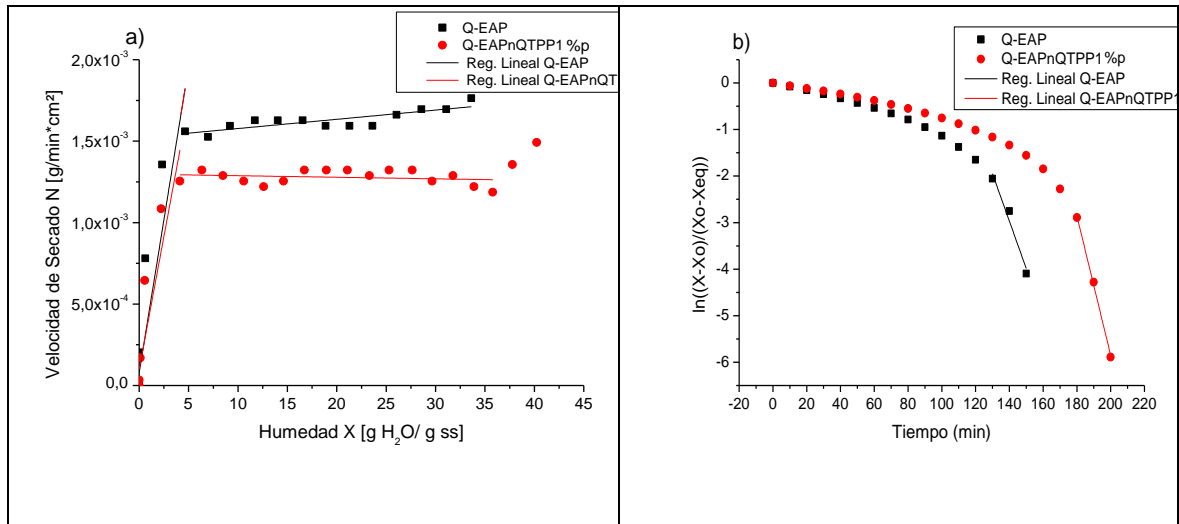 a)
Q-EAP
Q-EAPnQTPP1 %p
Reg. Lineal Q-EAP
Reg. Lineal Q-EAPnQT
Velocidad de Secado N [g/min*cm²]
2,0x10⁻³
1,5x10⁻³
1,0x10⁻³
5,0x10⁻⁴
0,0
0 5 10 15 20 25 30 35 40 45
Humedad X [g H₂O/ g ss]
b)
Q-EAP
Q-EAPnQTPP1%p
Reg. Lineal Q-EAP
Reg. Lineal Q-EAPnQTPP1
ln((X-Xo)/(Xo-Xeq))
0
-1
-2
-3
-4
-5
-6
-20 0 20 40 60 80 100 120 140 160 180 200 220
Tiempo (min)